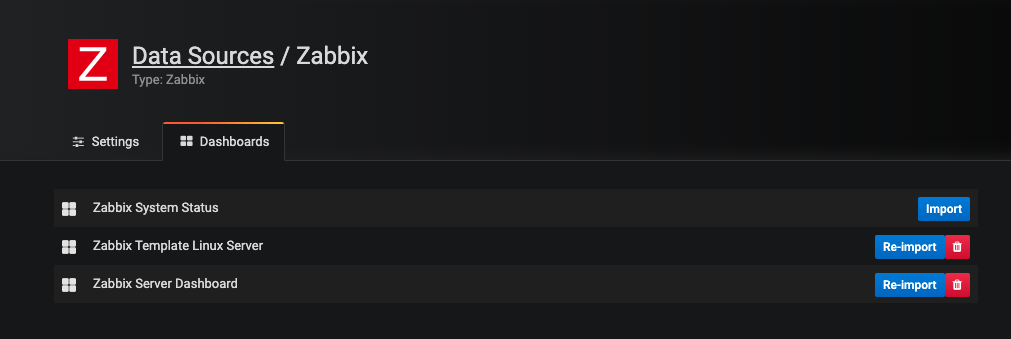 Z
Data Sources / Zabbix
Type: Zabbix
Settings
Dashboards
Zabbix System Status
Import
Zabbix Template Linux Server
Re-import
Zabbix Server Dashboard
Re-import